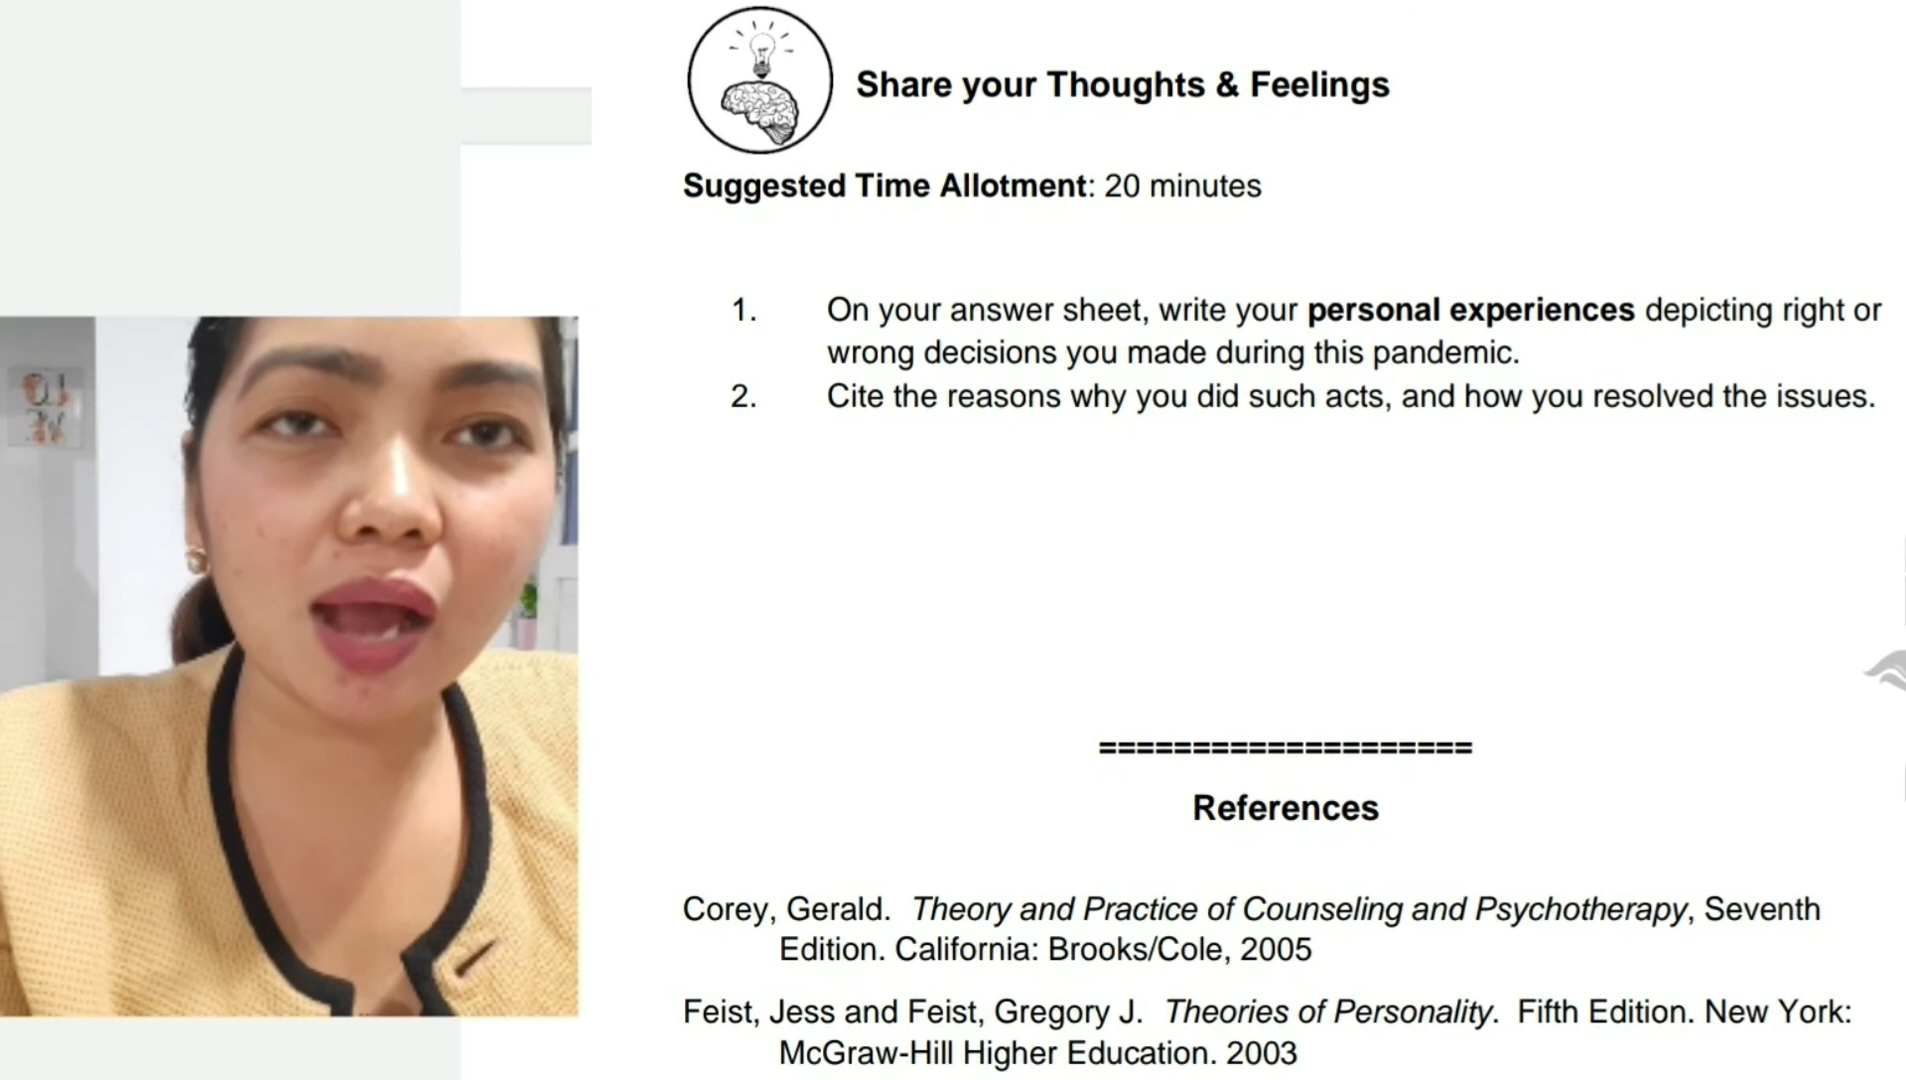 Share your Thoughts & Feelings
Suggested Time Allotment: 20 minutes
1. On your answer sheet, write your personal experiences depicting right or
wrong decisions you made during this pandemic.
2. Cite the reasons why you did such acts, and how you resolved the issues.
====================
References
Corey, Gerald. Theory and Practice of Counseling and Psychotherapy, Seventh
Edition. California: Brooks/Cole, 2005
Feist, Jess and Feist, Gregory J. Theories of Personality. Fifth Edition. New York:
McGraw-Hill Higher Education. 2003